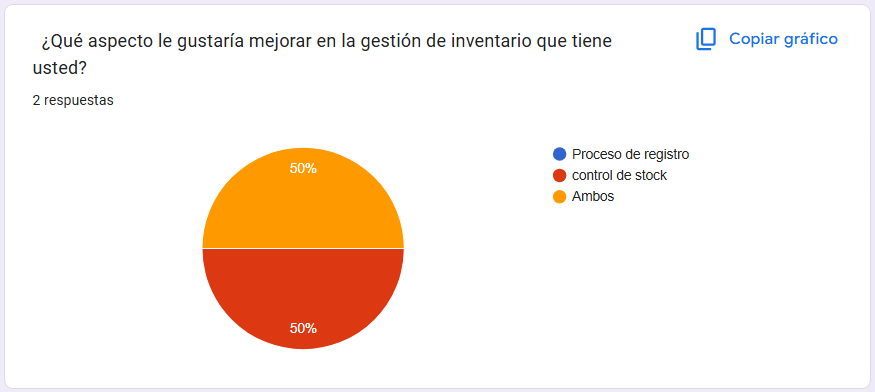 ¿Qué aspecto le gustaría mejorar en la gestión de inventario que tiene
usted?
Copiar gráfico
2 respuestas
50%
50%
Proceso de registro
control de stock
Ambos